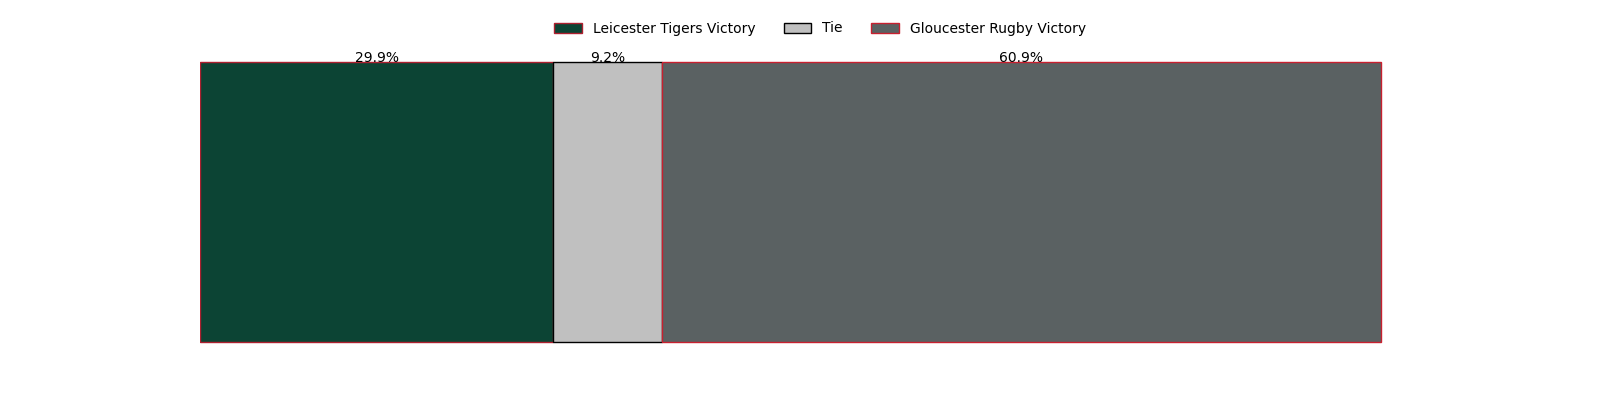 Leicester Tigers Victory Tie Gloucester Rugby Victory
29.9% 9.2% 60.9%